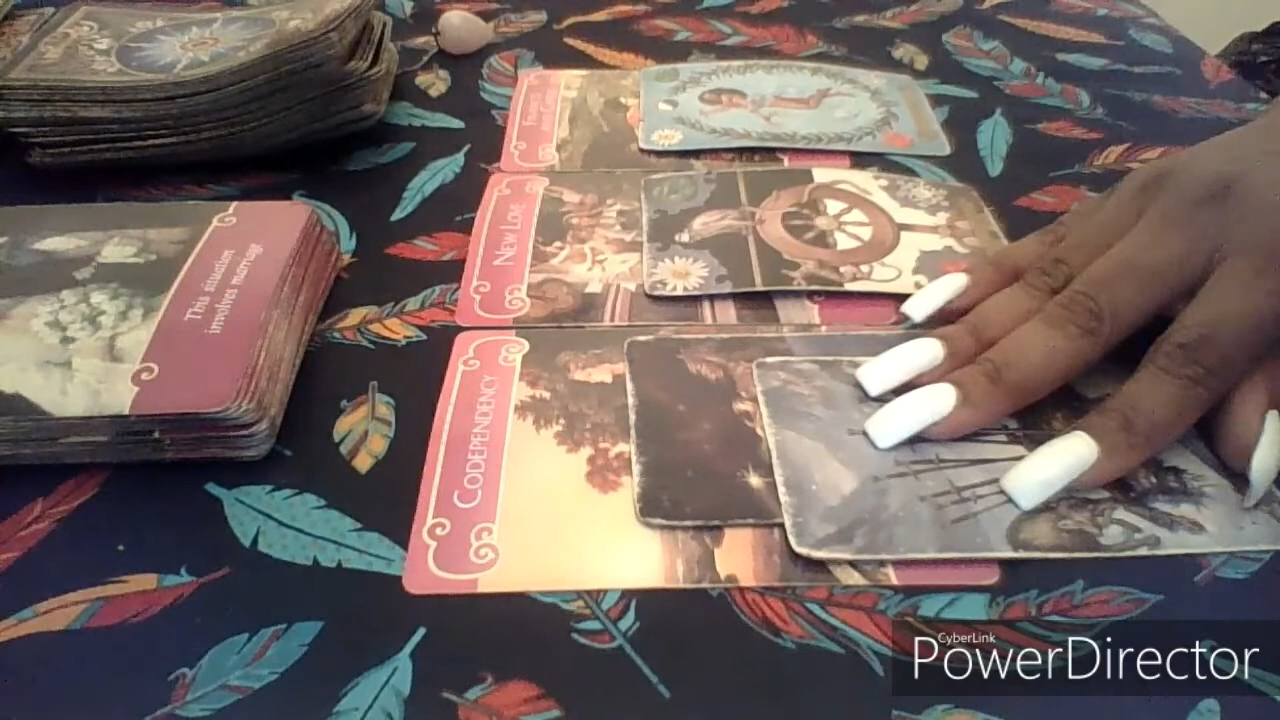 New Love
This situation
involves marriage
Codependency
CyberLink
PowerDirector